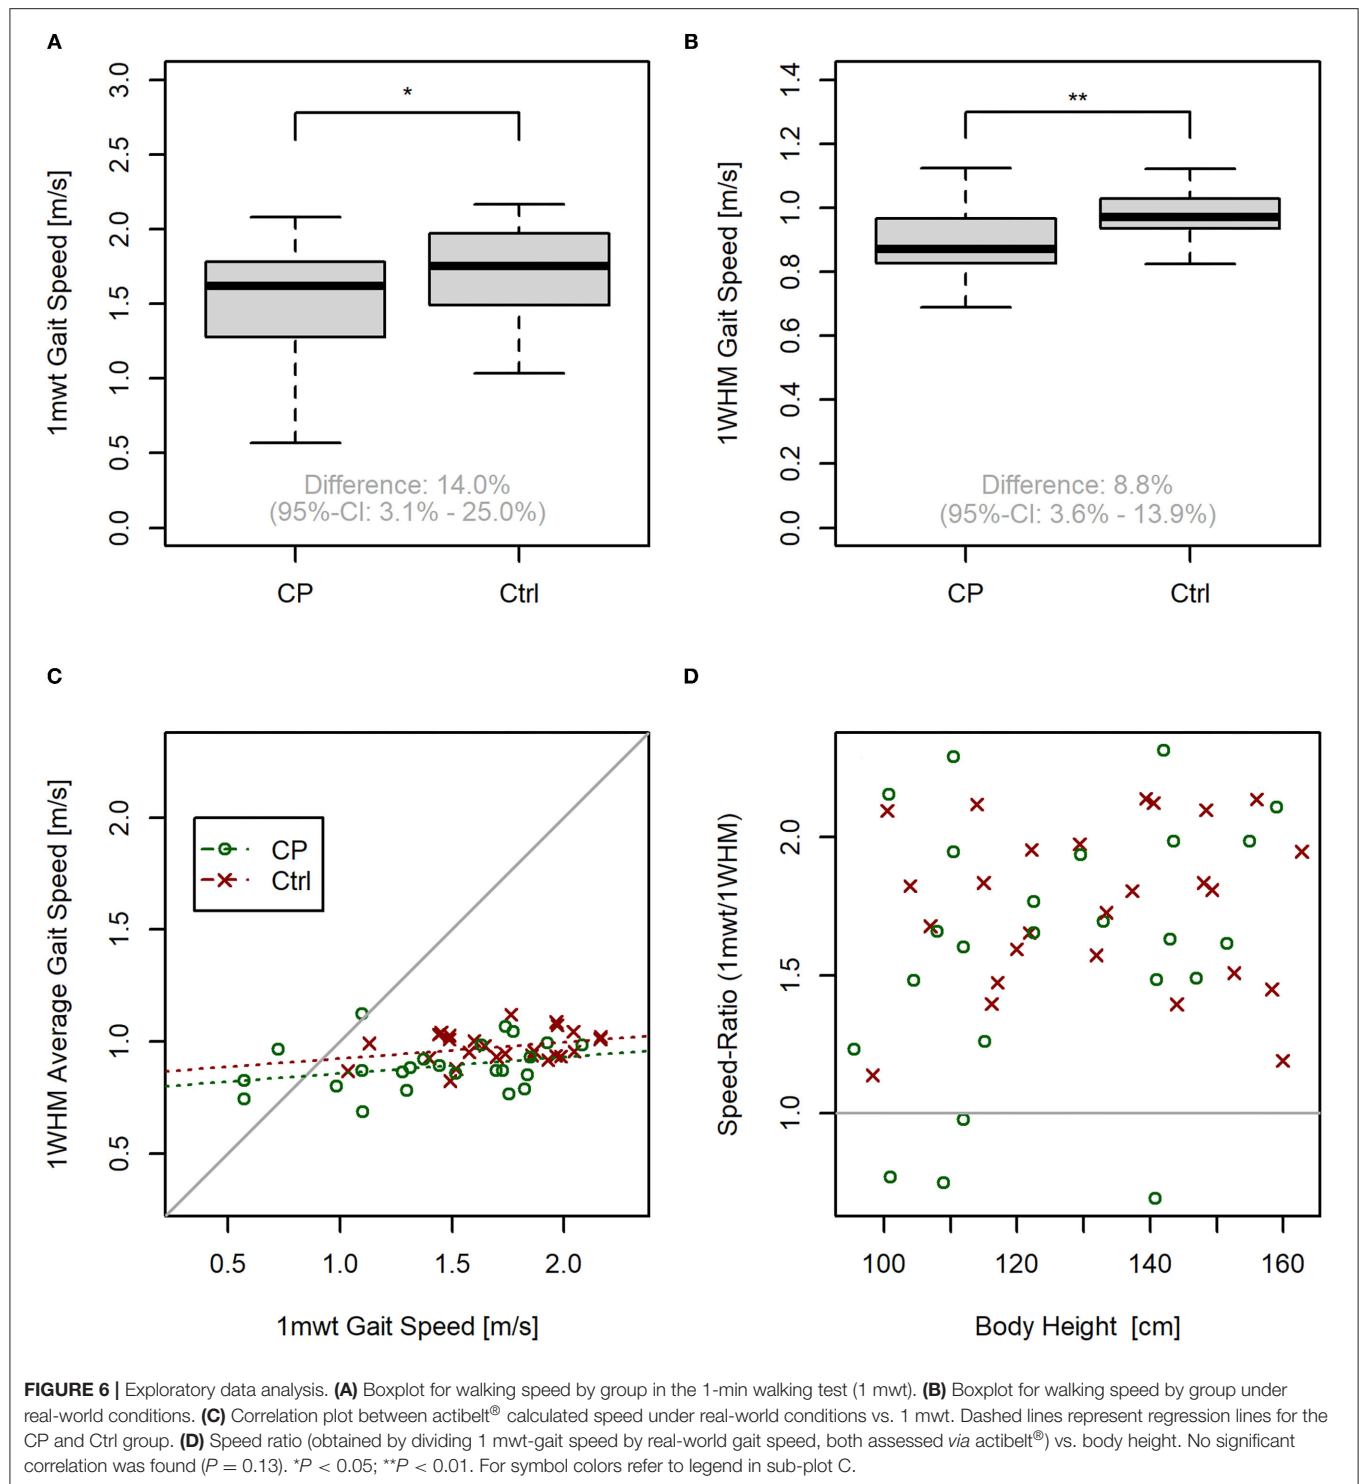 A
B
3.0
2.5
2.0
1.5
1.0
0.5
0.0
1mwt Gait Speed [m/s]
*
Difference: 14.0%
(95%-CI: 3.1% - 25.0%)
CP
Ctrl
1.4
1.2
1.0
0.8
0.6
0.4
0.2
0.0
1WHM Gait Speed [m/s]
**
Difference: 8.8%
(95%-CI: 3.6% - 13.9%)
CP
Ctrl
C
D
2.0
1.5
1.0
0.5
1WHM Average Gait Speed [m/s]
CP
Ctrl
0.5
1.0
1.5
2.0
1mwt Gait Speed [m/s]
2.0
1.5
1.0
Speed-Ratio (1mwt/1WHM)
100
120
140
160
Body Height [cm]
FIGURE 6 | Exploratory data analysis. (A) Boxplot for walking speed by group in the 1-min walking test (1 mwt). (B) Boxplot for walking speed by group under
real-world conditions. (C) Correlation plot between actibelt® calculated speed under real-world conditions vs. 1 mwt. Dashed lines represent regression lines for the
CP and Ctrl group. (D) Speed ratio (obtained by dividing 1 mwt-gait speed by real-world gait speed, both assessed via actibelt®) vs. body height. No significant
correlation was found (P = 0.13). *P < 0.05; **P < 0.01. For symbol colors refer to legend in sub-plot C.